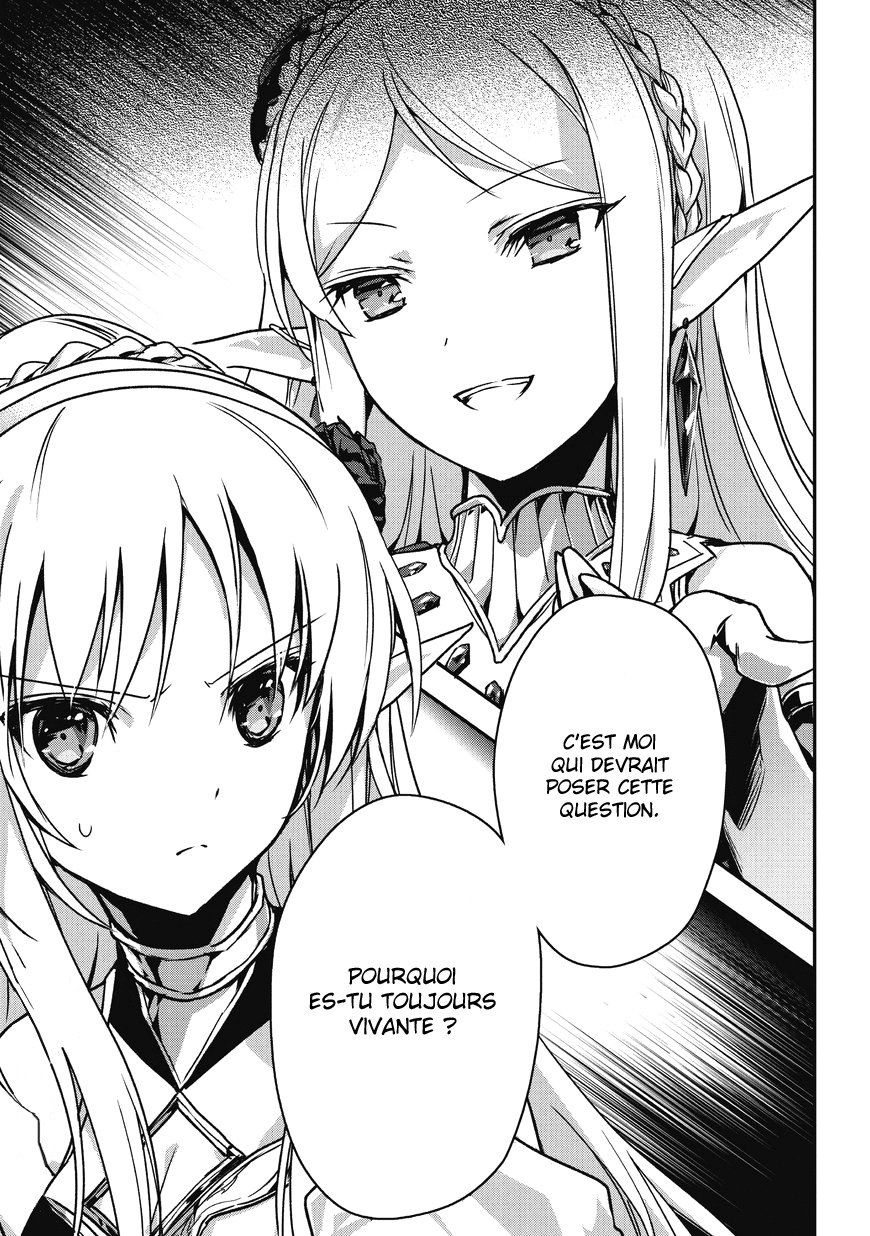 C'EST MOI
QUI DEVRAIT
POSER CETTE
QUESTION.
POURQUOI
ES-TU TOUJOURS
VIVANTE ?